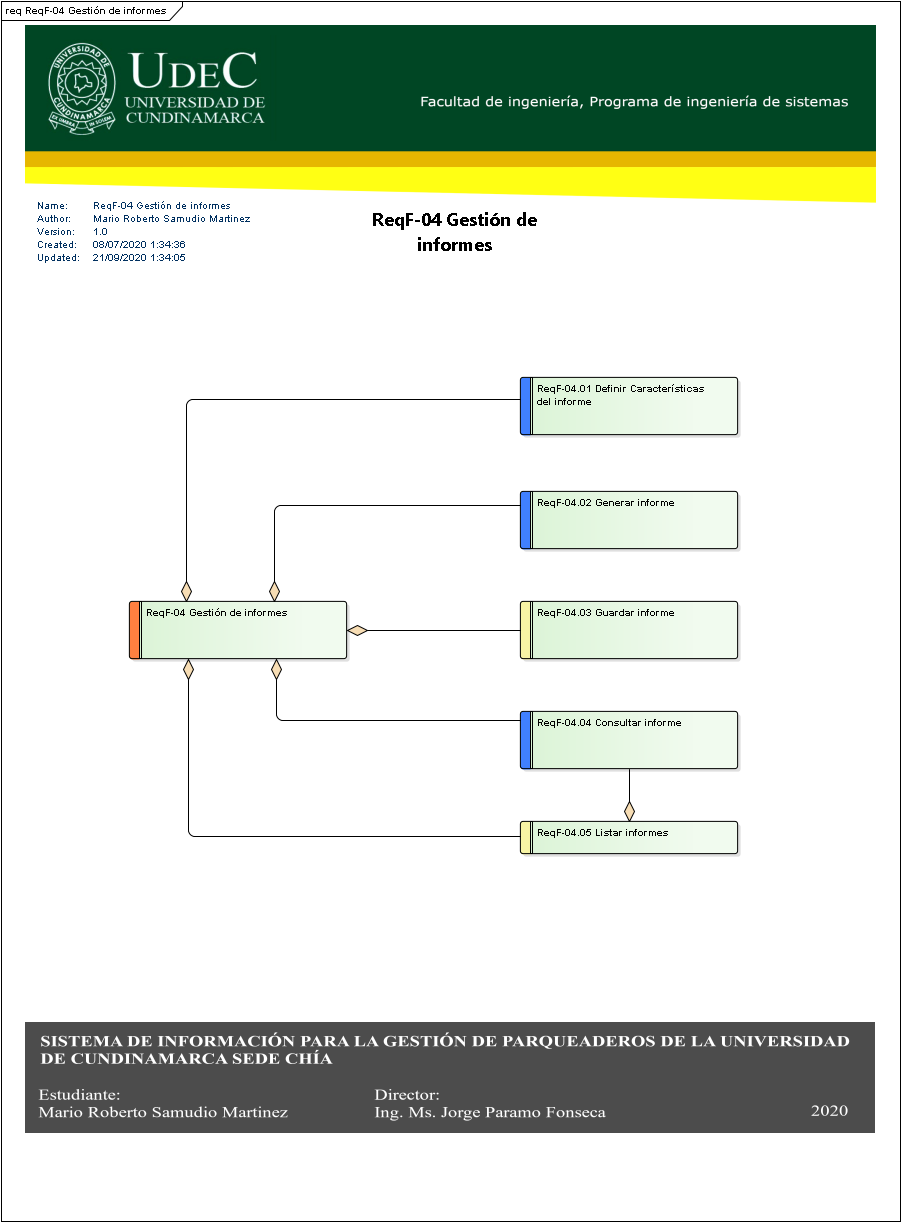 req ReqF-04 Gestión de informes
UNIVERSIDAD DE
CUNDINAMARCA
UDEC
UNIVERSIDAD DE
CUNDINAMARCA
Facultad de ingeniería, Programa de ingeniería de sistemas
Name: ReqF-04 Gestión de informes
Author: Mario Roberto Samudio Martinez
Version: 1.0
Created: 08/07/2020 1:34:36
Updated: 21/09/2020 1:34:05
ReqF-04 Gestión de
informes
ReqF-04.01 Definir Características
del informe
ReqF-04.02 Generar informe
ReqF-04 Gestión de informes
ReqF-04.03 Guardar informe
ReqF-04.04 Consultar informe
ReqF-04.05 Listar informes
SISTEMA DE INFORMACIÓN PARA LA GESTIÓN DE PARQUEADEROS DE LA UNIVERSIDAD
DE CUNDINAMARCA SEDE CHÍA
Estudiante: Director:
Mario Roberto Samudio Martinez Ing. Ms. Jorge Paramo Fonseca 2020